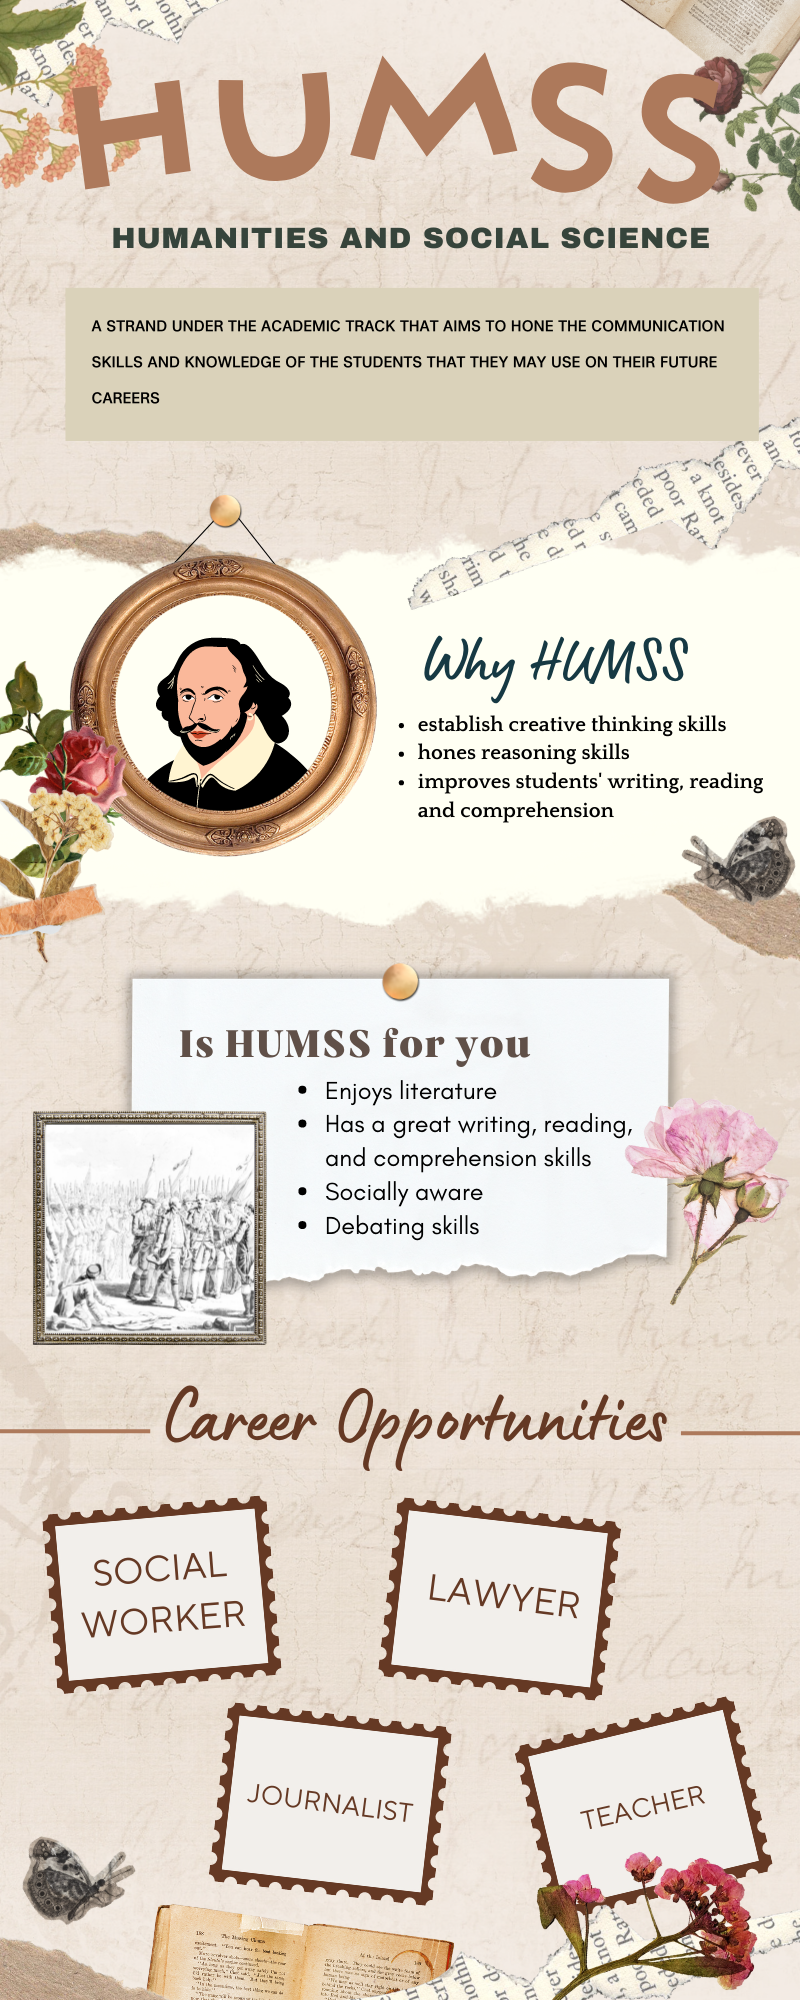 HUMSS
HUMANITIES AND SOCIAL SCIENCE
A STRAND UNDER THE ACADEMIC TRACK THAT AIMS TO HONE THE COMMUNICATION
SKILLS AND KNOWLEDGE OF THE STUDENTS THAT THEY MAY USE ON THEIR FUTURE
CAREERS
Why HUMSS
• establish creative thinking skills
• hones reasoning skills
• improves students' writing, reading
and comprehension
Is HUMSS for you
• Enjoys literature
• Has a great writing, reading,
and comprehension skills
• Socially aware
• Debating skills
Career Opportunities
SOCIAL
WORKER
LAWYER
JOURNALIST
TEACHER